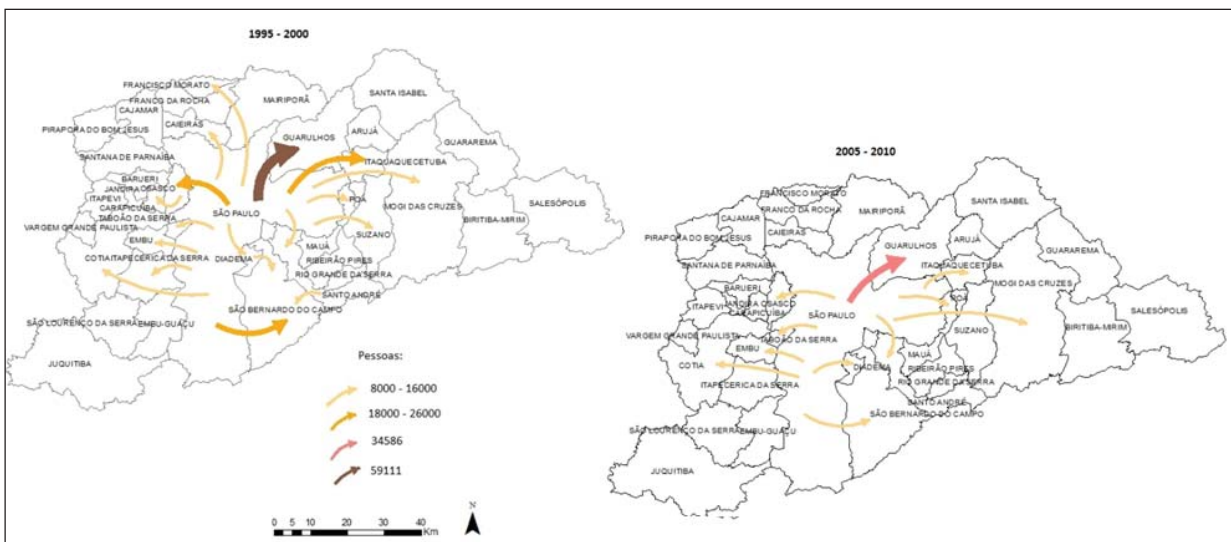 1995 - 2000
FRANCISCO MORATO
FRANCO DA ROCHA
MAIRIPORÃ
SANTA ISABEL
CAJAMAR
CAIEIRAS
PIRAPORA DO BOM JESUS
GUARULHOS
ARUJÁ
GUARAREMA
SANTANA DE PARNAÍBA
ITAQUAQUECETUBA
BARUERI
JANDIRA
OSASCO
ITAPEVI
CARAPICUÍBA
POÁ
SALESÓPOLIS
SÃO PAULO
MOGI DAS CRUZES
TABOÃO DA SERRA
BIRITIBA-MIRIM
VARGEM GRANDE PAULISTA
SUZANO
EMBU
MAUÁ
COTIA
ITAPECERICA DA SERRA
DIADEMA
RIBEIRÃO PIRES
RIO GRANDE DA SERRA
SANTO ANDRÉ
SÃO BERNARDO DO CAMPO
SÃO LOURENÇO DA SERRA
EMBU-GUAÇU
JUQUITIBA
Pessoas:
8000 - 16000
18000 - 26000
34586
59111
N
0 5 10 20 30 40
Km
2005 - 2010
SANTA ISABEL
FRANCISCO MORATO
FRANCO DA ROCHA
MAIRIPORÃ
CAJAMAR
CAIEIRAS
PIRAPORA DO BOM JESUS
GUARULHOS
ARUJÁ
GUARAREMA
SANTANA DE PARNAÍBA
ITAQUAQUECETUBA
MOGI DAS CRUZES
BARUERI
ITAPEVI
JANDIRA
OSASCO
CARAPICUÍBA
POÁ
SÃO PAULO
SALESÓPOLIS
VARGEM GRANDE PAULISTA
TABOÃO DA SERRA
SUZANO
BIRITIBA-MIRIM
EMBU
MAUÁ
COTIA
DIADEMA
RIBEIRÃO PIRES
ITAPECERICA DA SERRA
RIO GRANDE DA SERRA
SANTO ANDRÉ
SÃO BERNARDO DO CAMPO
SÃO LOURENÇO DA SERRA
EMBU-GUAÇU
JUQUITIBA